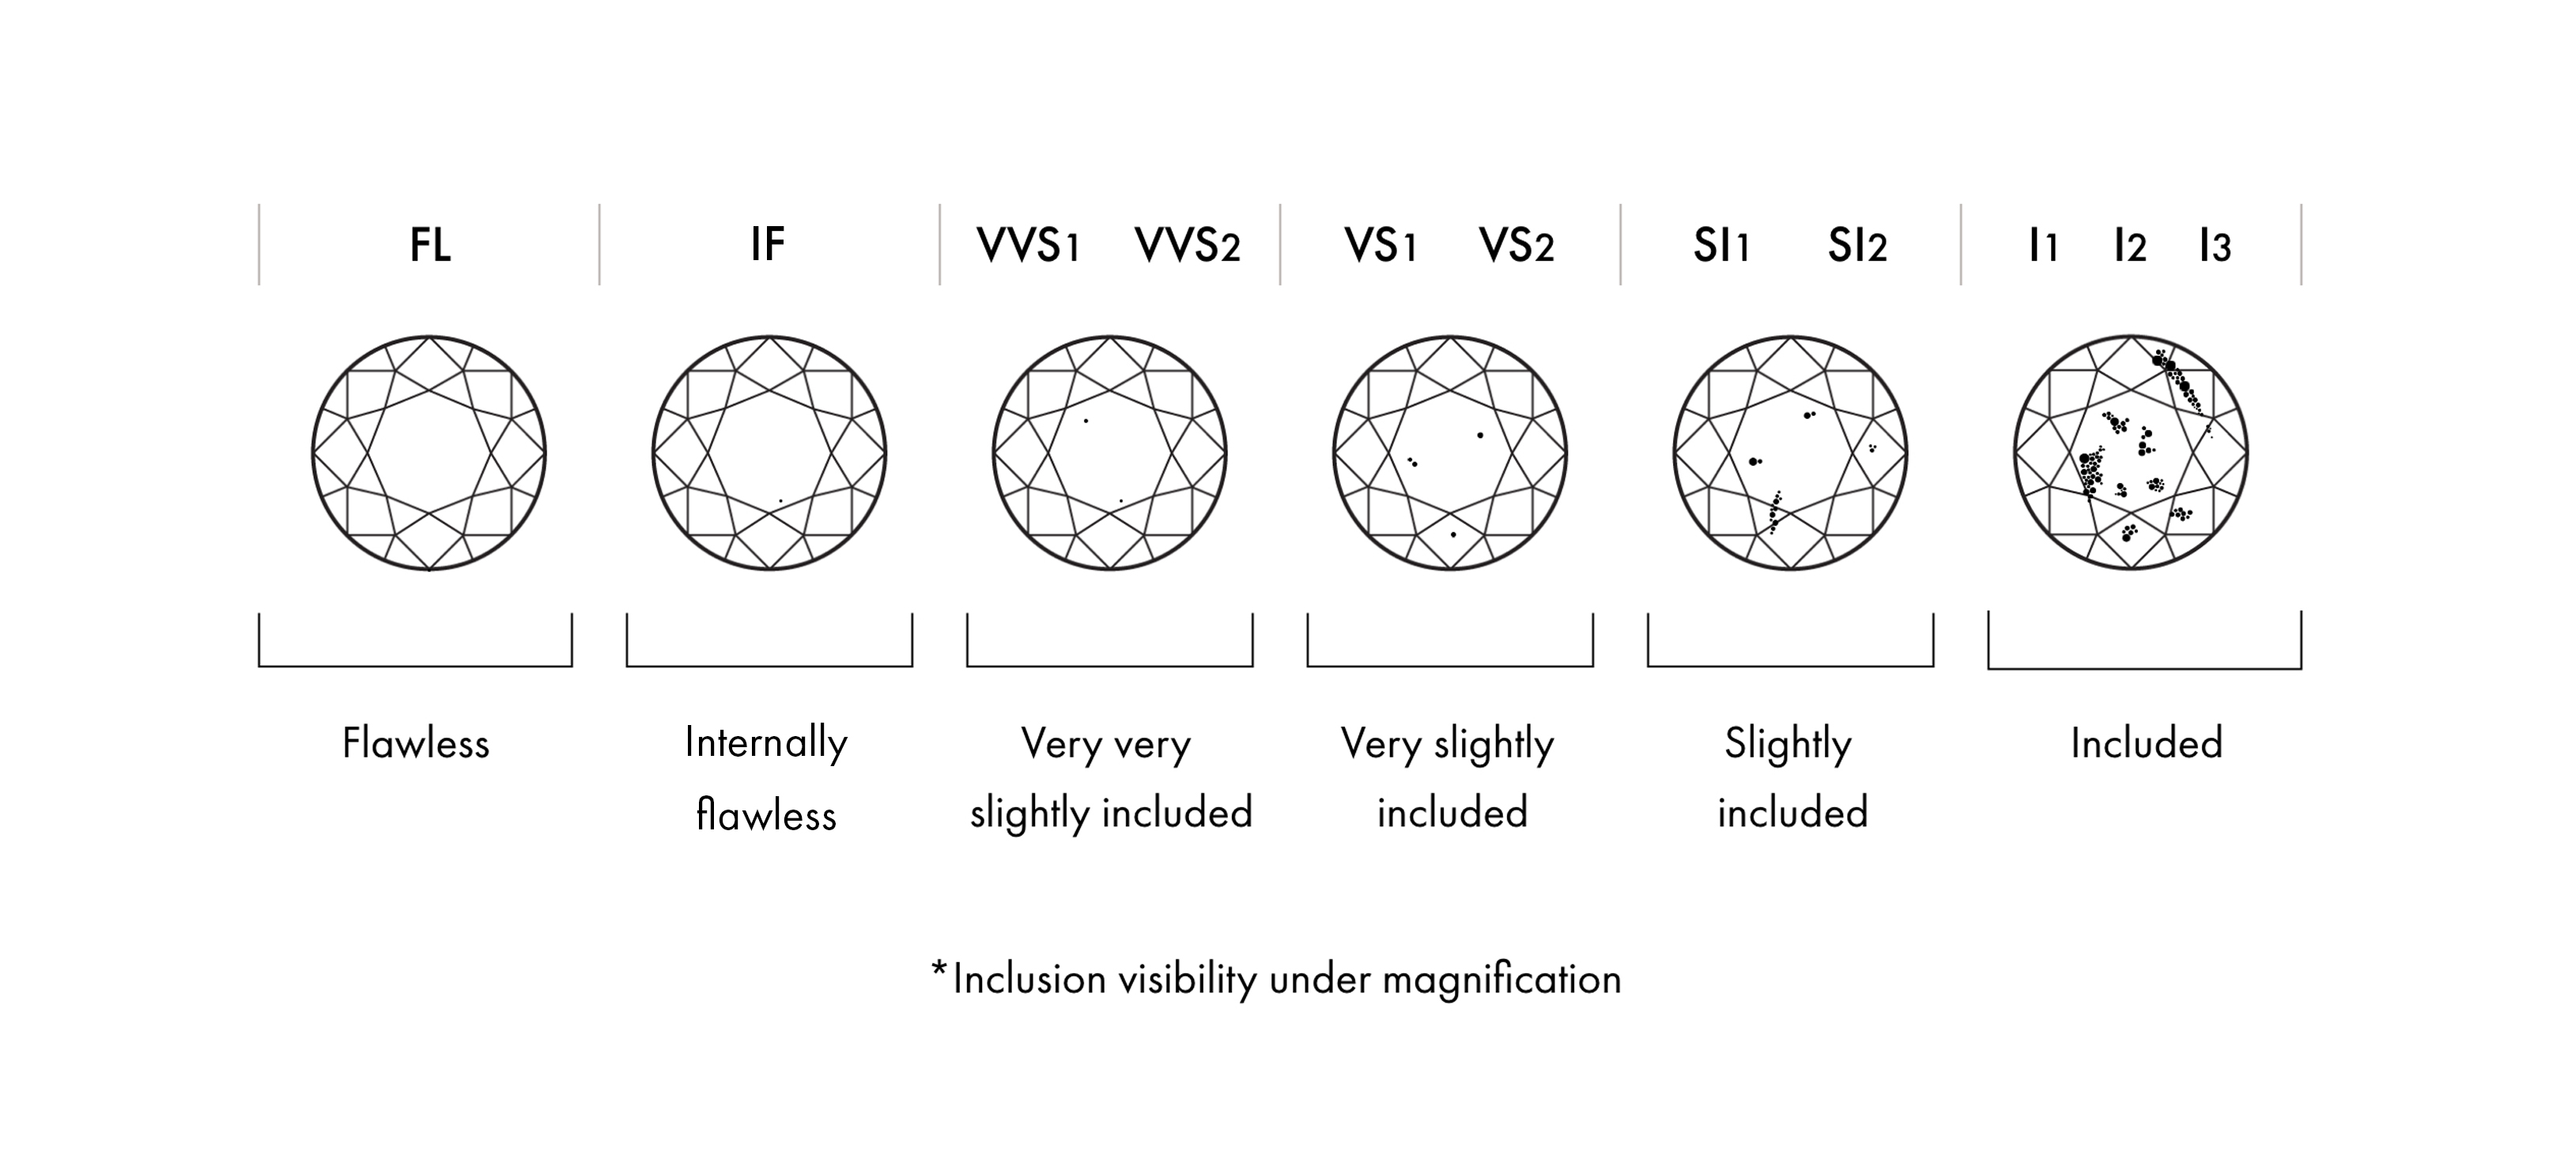 FL IF VVS1 VVS2 VS1 VS2 SI1 SI2 I1 I2 I3
Flawless
Internally
flawless
Very very
slightly included
Very slightly
included
Slightly
included
Included
*Inclusion visibility under magnification